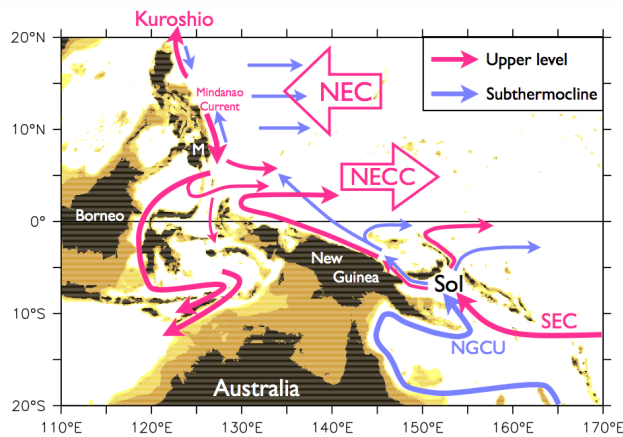 Kuroshio
20°N
Upper level
Subthermocline
Mindanao
Current
NEC
10°N
M
NECC
Borneo
0°
New
Guinea
Sol
SEC
10°S
NGCU
Australia
20°S
110°E 120°E 130°E 140°E 150°E 160°E 170°E